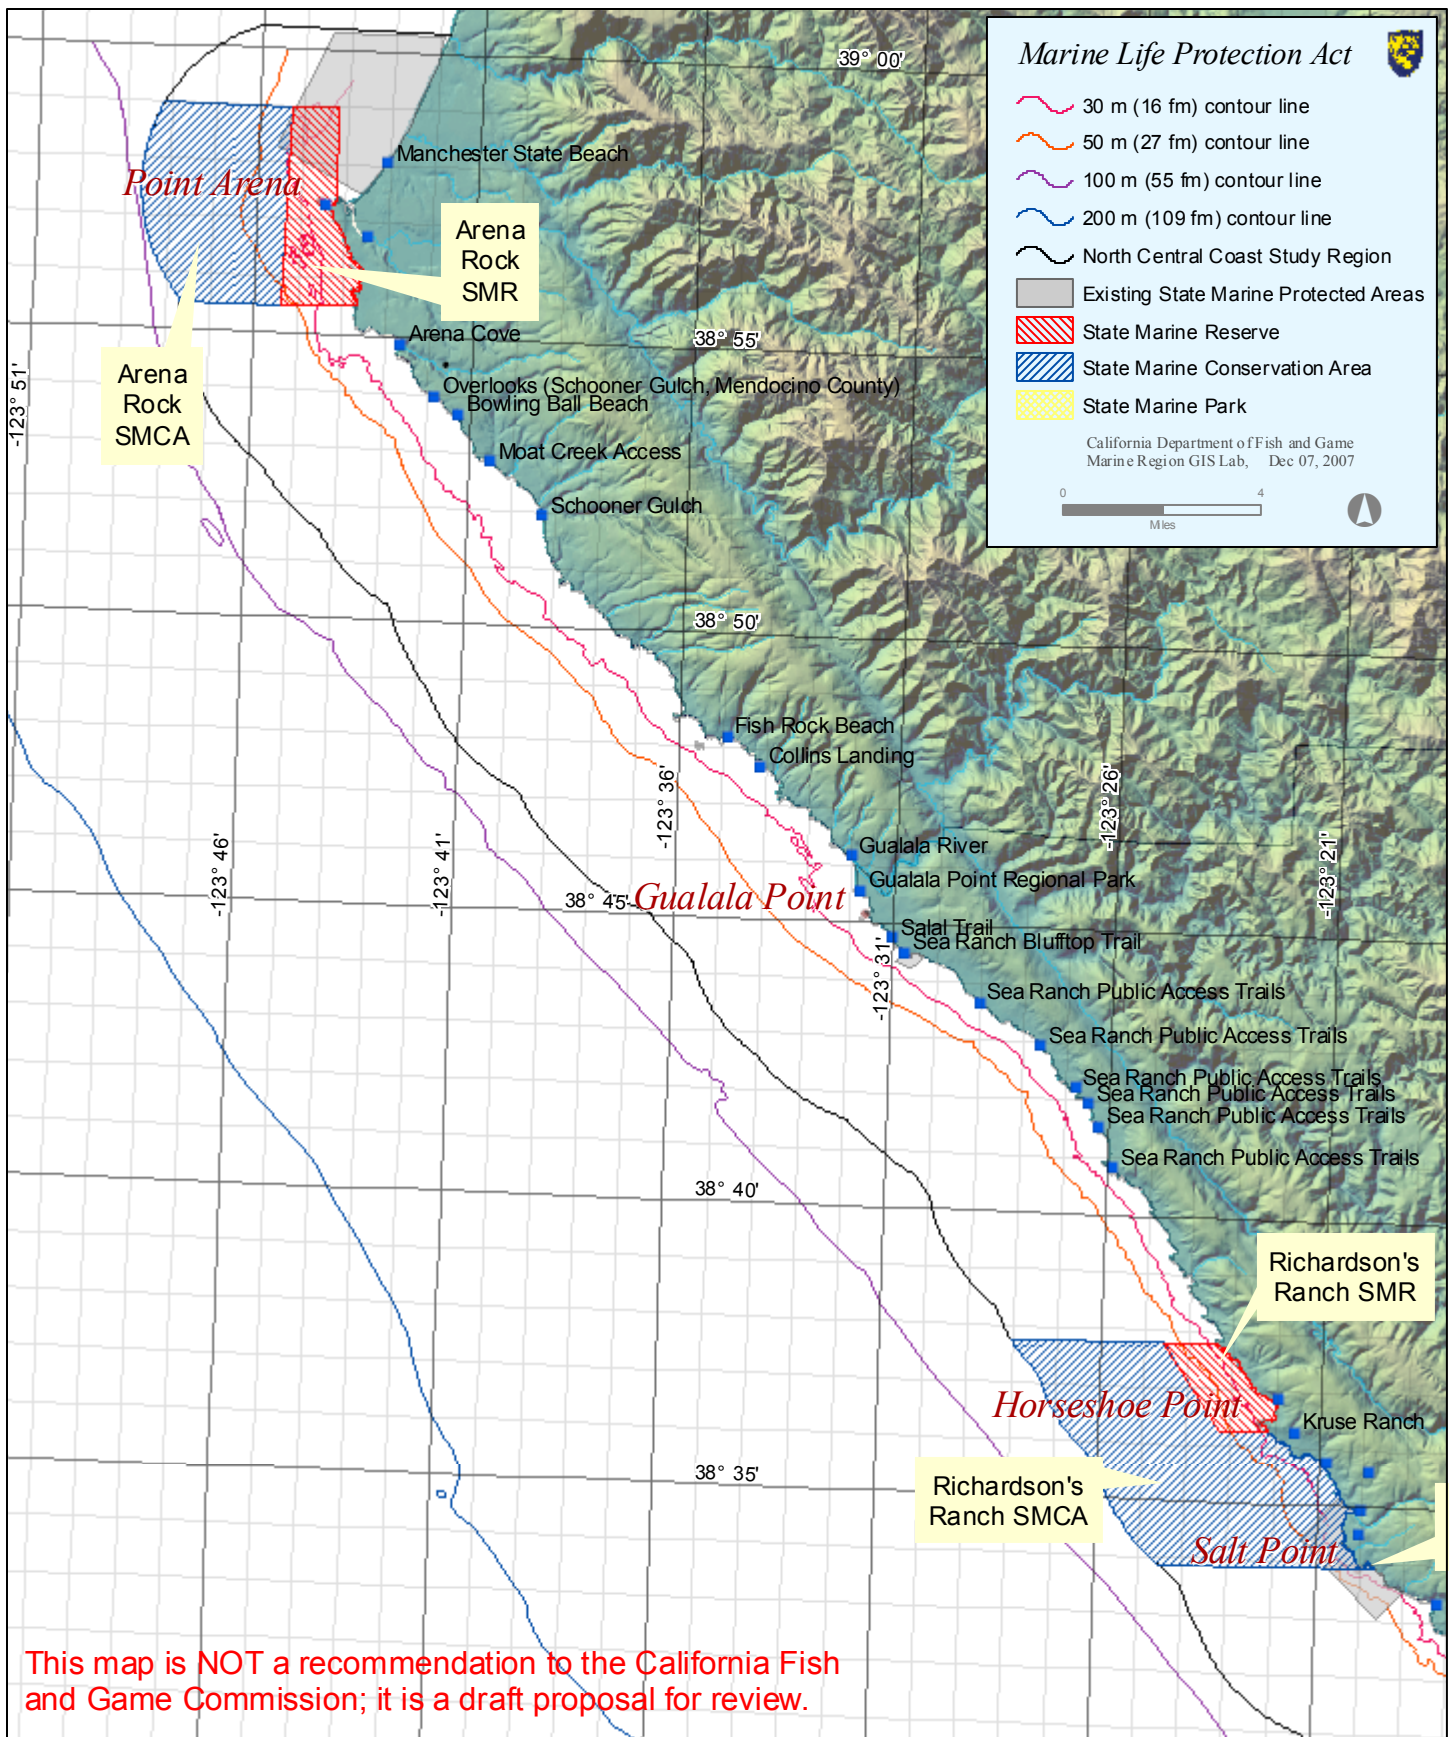 Marine Life Protection Act
30 m (16 fm) contour line
50 m (27 fm) contour line
100 m (55 fm) contour line
200 m (109 fm) contour line
North Central Coast Study Region
Existing State Marine Protected Areas
State Marine Reserve
State Marine Conservation Area
State Marine Park
California Department of Fish and Game
Marine Region GIS Lab, Dec 07, 2007
0 4
Miles
39° 00'
Manchester State Beach
Point Arena
Arena
Rock
SMR
Arena Cove
38° 55'
Arena
Rock
SMCA
-123° 51'
Overlooks (Schooner Gulch, Mendocino County)
Bowling Ball Beach
Moat Creek Access
Schooner Gulch
38° 50'
Fish Rock Beach
Collins Landing
-123° 46'
-123° 41'
-123° 36'
-123° 26'
-123° 21'
Gualala River
Gualala Point Regional Park
38° 45'
Gualala Point
Salal Trail
Sea Ranch Blufftop Trail
-123° 31'
Sea Ranch Public Access Trails
Sea Ranch Public Access Trails
Sea Ranch Public Access Trails
Sea Ranch Public Access Trails
Sea Ranch Public Access Trails
Sea Ranch Public Access Trails
38° 40'
Richardson's
Ranch SMR
Horseshoe Point
Kruse Ranch
38° 35'
Richardson's
Ranch SMCA
Salt Point
This map is NOT a recommendation to the California Fish
and Game Commission; it is a draft proposal for review.